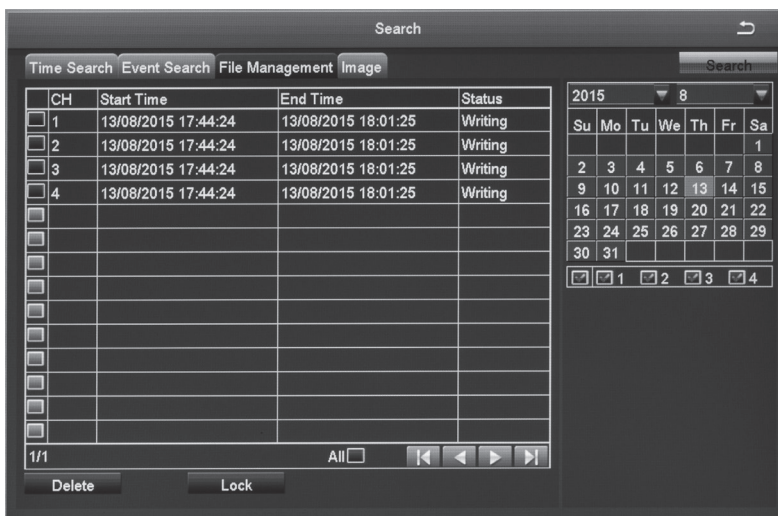 Search
Time Search Event Search File Management Image
Search
CH Start Time End Time Status
1 13/08/2015 17:44:24 13/08/2015 18:01:25 Writing
2 13/08/2015 17:44:24 13/08/2015 18:01:25 Writing
3 13/08/2015 17:44:24 13/08/2015 18:01:25 Writing
4 13/08/2015 17:44:24 13/08/2015 18:01:25 Writing
1/1 All
Delete Lock
2015 8
Su Mo Tu We Th Fr Sa
1
2 3 4 5 6 7 8
9 10 11 12 13 14 15
16 17 18 19 20 21 22
23 24 25 26 27 28 29
30 31
1 2 3 4